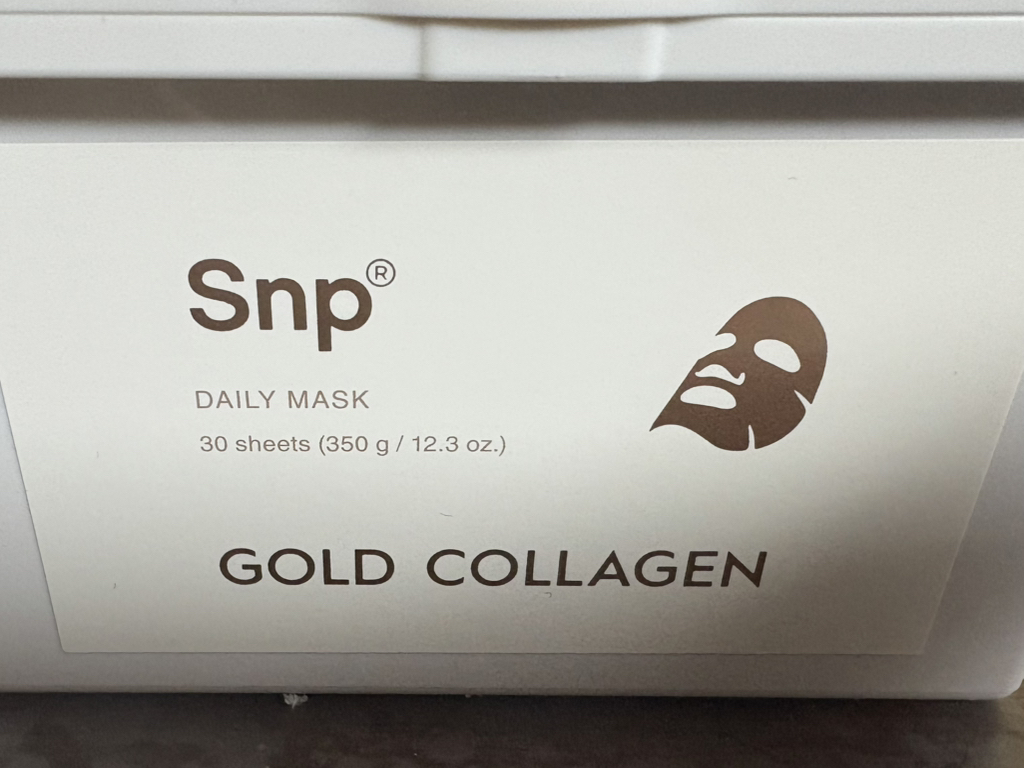 Snp®
DAILY MASK
30 sheets (350 g / 12.3 oz.)
GOLD COLLAGEN